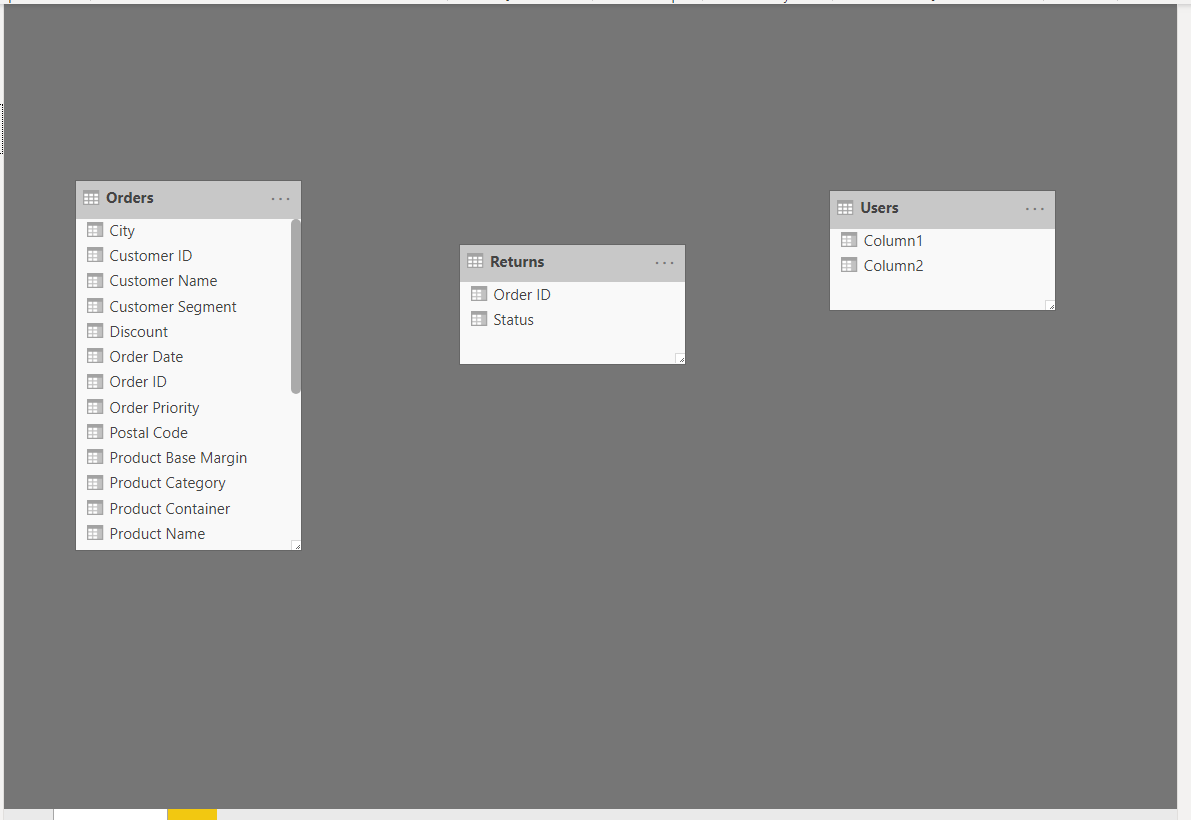 Orders
City
Customer ID
Customer Name
Customer Segment
Discount
Order Date
Order ID
Order Priority
Postal Code
Product Base Margin
Product Category
Product Container
Product Name
Returns
Order ID
Status
Users
Column1
Column2